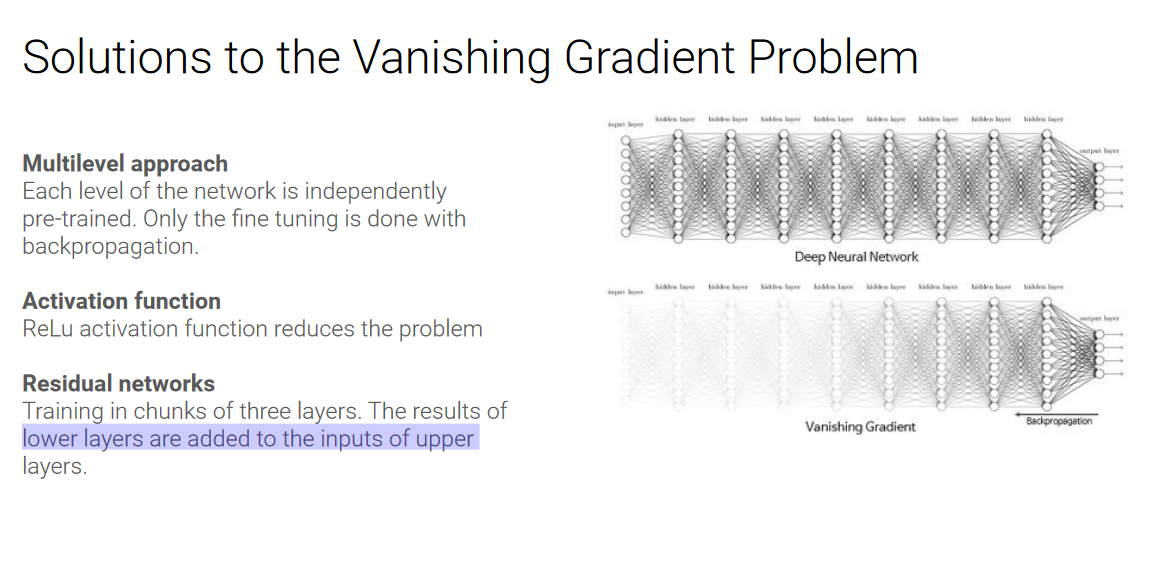 Solutions to the Vanishing Gradient Problem
Multilevel approach
Each level of the network is independently
pre-trained. Only the fine tuning is done with
backpropagation.
Activation function
ReLu activation function reduces the problem
Residual networks
Training in chunks of three layers. The results of
lower layers are added to the inputs of upper
layers.
input layer
hidden layer hidden layer hidden layer hidden layer hidden layer hidden layer hidden layer hidden layer
output layer
Deep Neural Network
input layer
hidden layer hidden layer hidden layer hidden layer hidden layer hidden layer hidden layer hidden layer
output layer
Vanishing Gradient
Backpropagation